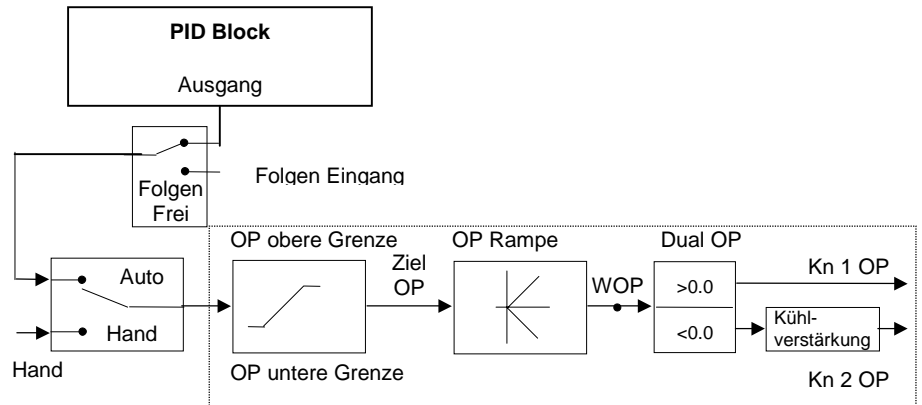 PID Block
Ausgang
Folgen
Frei
Folgen Eingang
Auto
Hand
Hand
OP obere Grenze
OP untere Grenze
Ziel
OP
OP Rampe
WOP
Dual OP
>0.0
<0.0
Kn 1 OP
Kühl-
verstärkung
Kn 2 OP